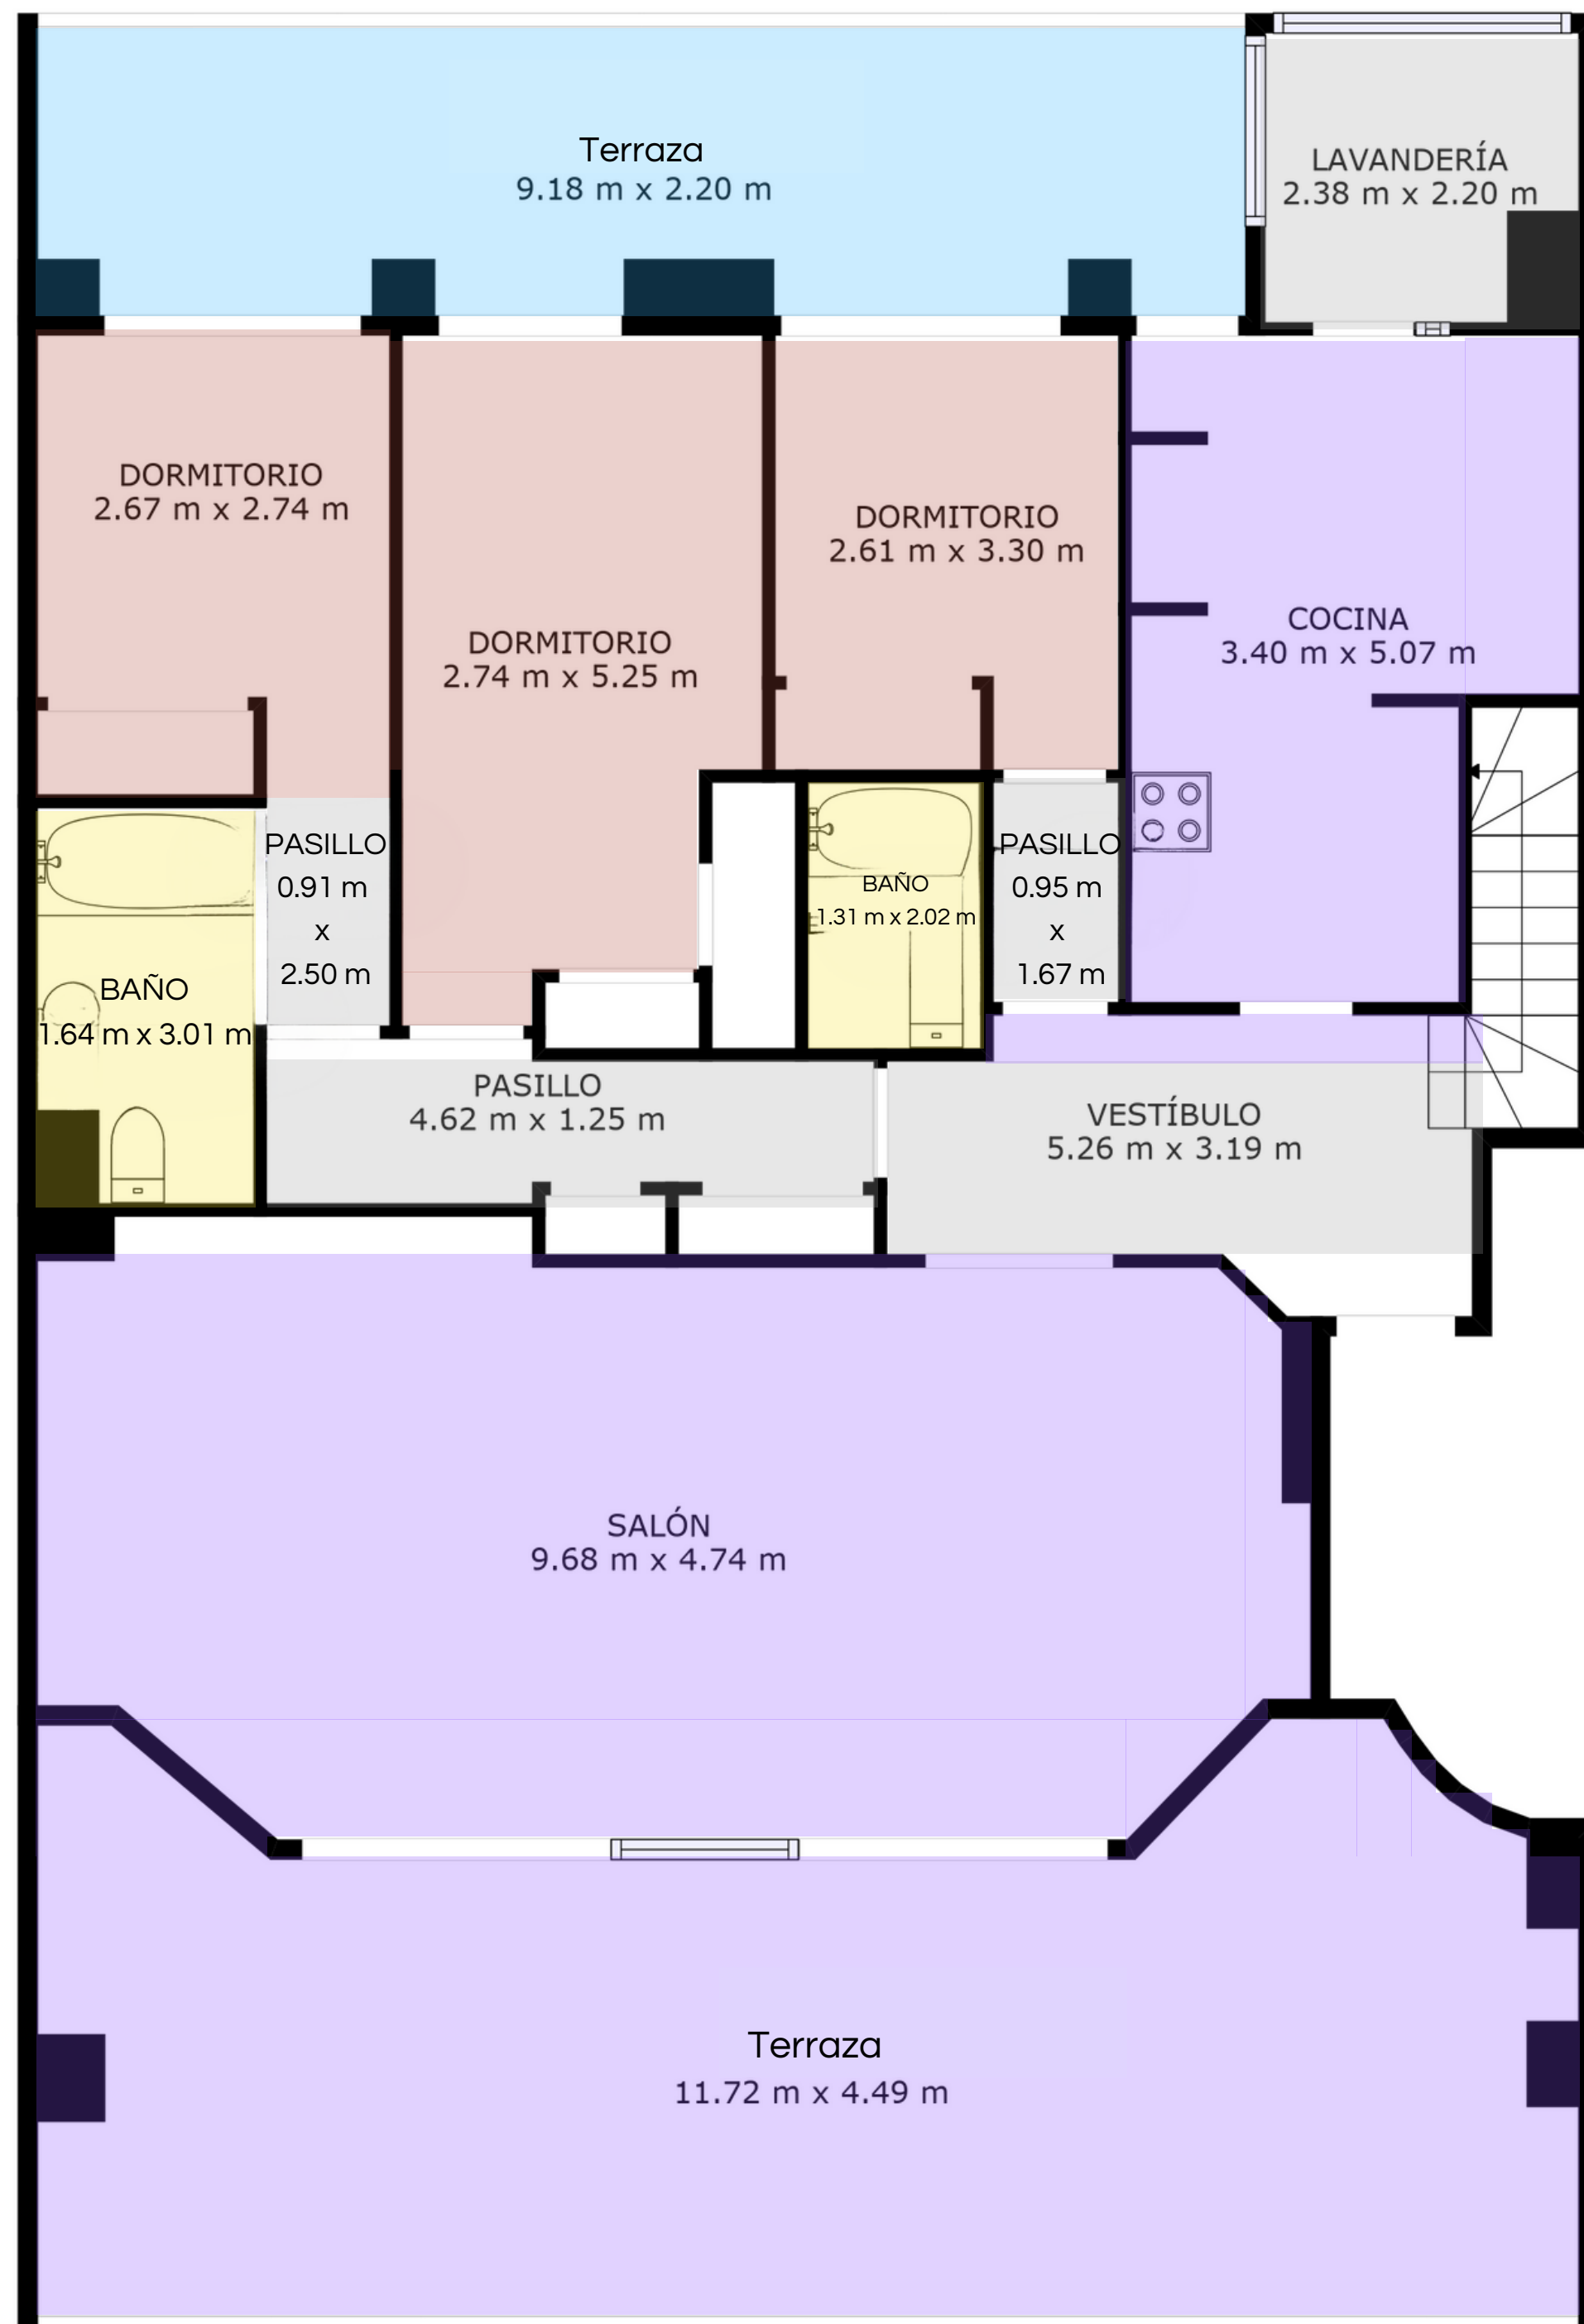 Terraza
9.18 m x 2.20 m
LAVANDERÍA
2.38 m x 2.20 m
DORMITORIO
2.67 m x 2.74 m
DORMITORIO
2.61 m x 3.30 m
DORMITORIO
2.74 m x 5.25 m
COCINA
3.40 m x 5.07 m
PASILLO
0.91 m
x
2.50 m
BAÑO
1.31 m x 2.02 m
PASILLO
0.95 m
x
1.67 m
BAÑO
1.64 m x 3.01 m
PASILLO
4.62 m x 1.25 m
VESTÍBULO
5.26 m x 3.19 m
SALÓN
9.68 m x 4.74 m
Terraza
11.72 m x 4.49 m